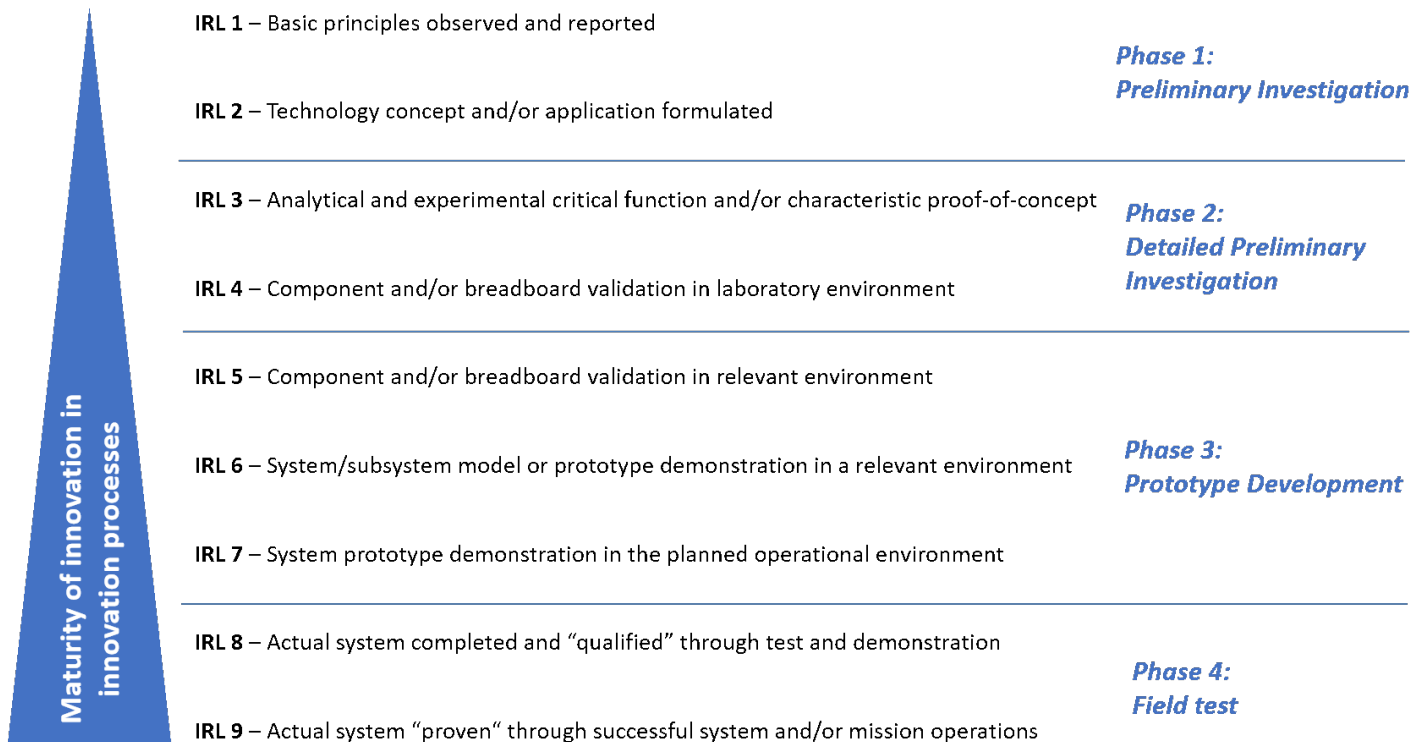 IRL 1 – Basic principles observed and reported
Phase 1:
Preliminary Investigation
IRL 2 – Technology concept and/or application formulated
IRL 3 – Analytical and experimental critical function and/or characteristic proof-of-concept
Phase 2:
Detailed Preliminary
Investigation
IRL 4 – Component and/or breadboard validation in laboratory environment
IRL 5 – Component and/or breadboard validation in relevant environment
IRL 6 – System/subsystem model or prototype demonstration in a relevant environment
Phase 3:
Prototype Development
IRL 7 – System prototype demonstration in the planned operational environment
IRL 8 – Actual system completed and “qualified” through test and demonstration
Phase 4:
Field test
IRL 9 – Actual system “proven“ through successful system and/or mission operations
Maturity of innovation in
innovation processes